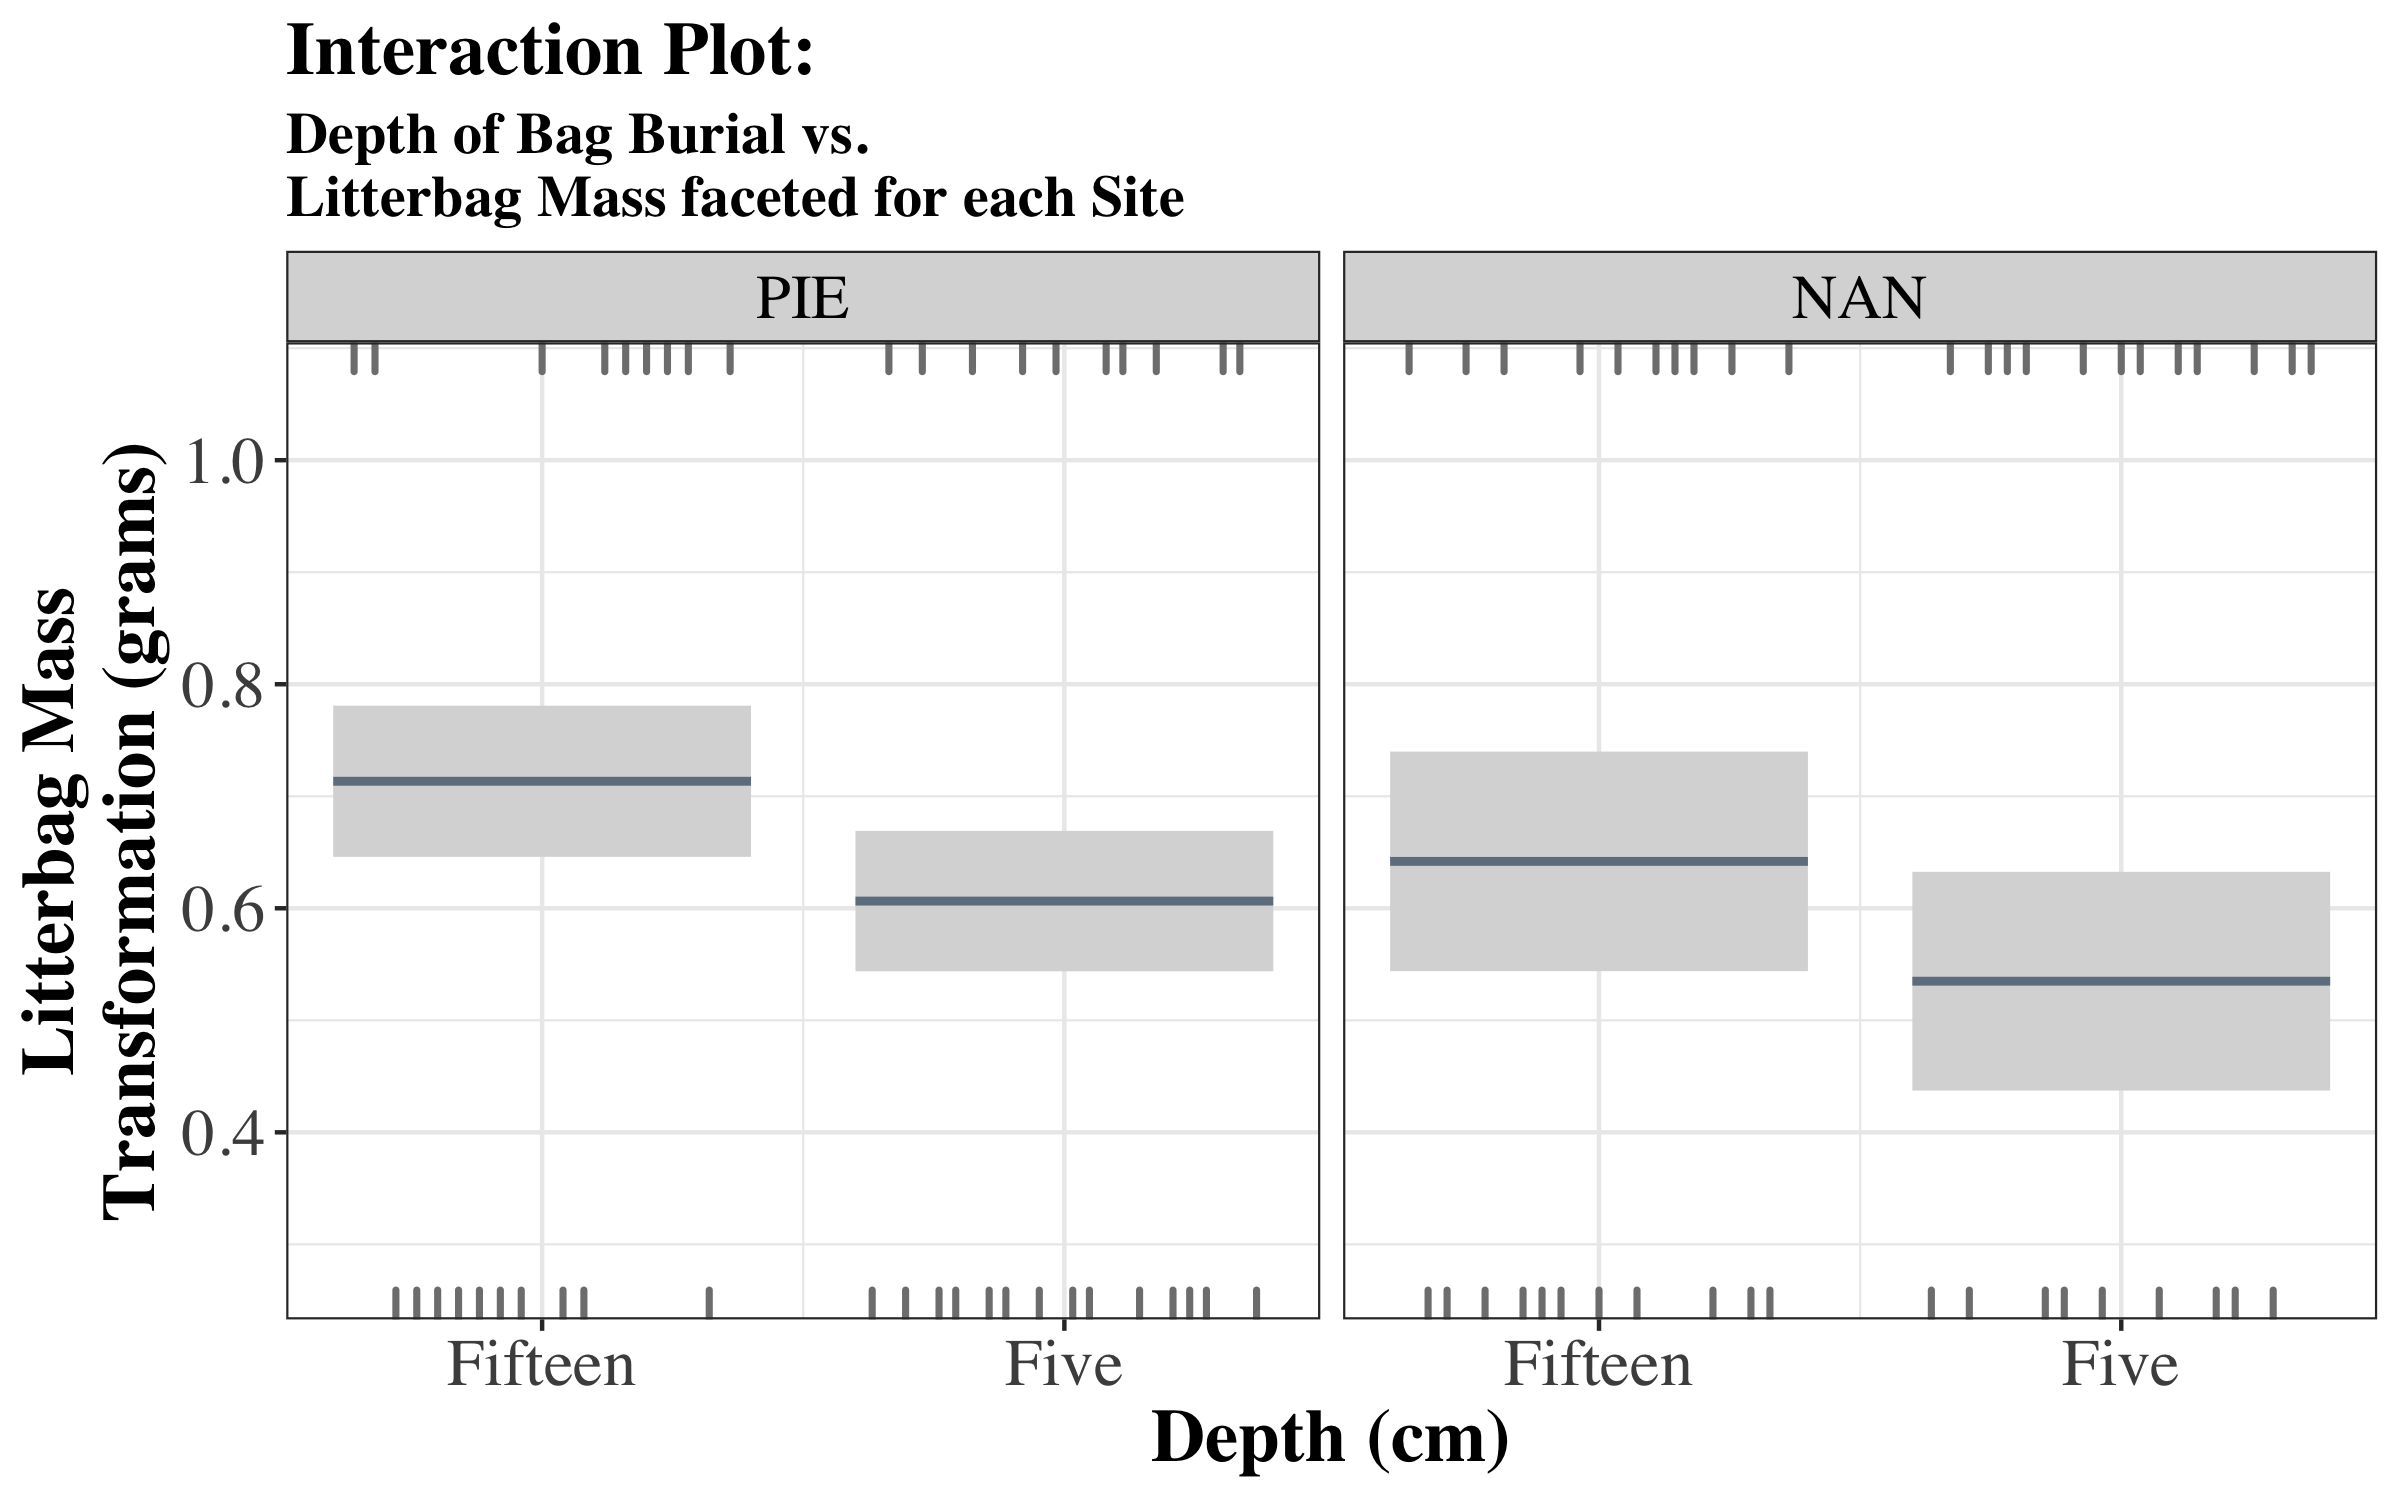 Interaction Plot:
Depth of Bag Burial vs.
Litterbag Mass faceted for each Site
PIE
NAN
Litterbag Mass
Transformation (grams)
1.0
0.8
0.6
0.4
Fifteen
Five
Fifteen
Five
Depth (cm)